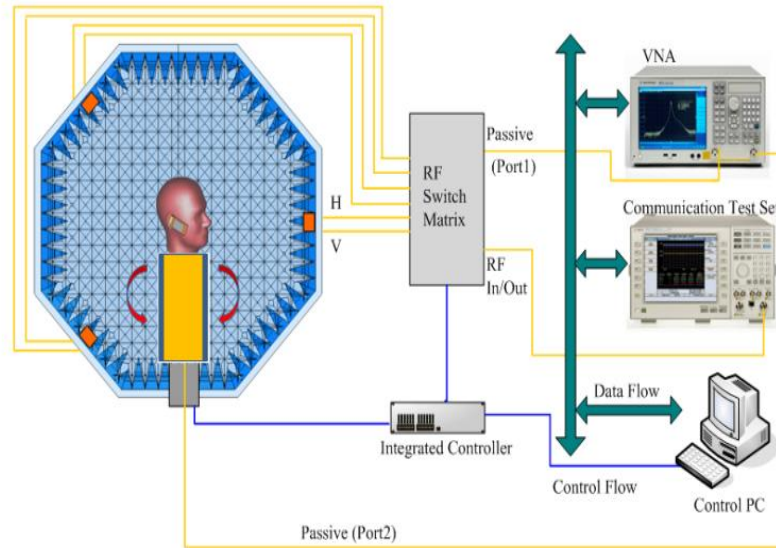 VNA
Passive
(Port1)
RF
Switch
Matrix
H
V
Communication Test Set
RF
In/Out
Data Flow
Integrated Controller
Control Flow
Control PC
Passive (Port2)